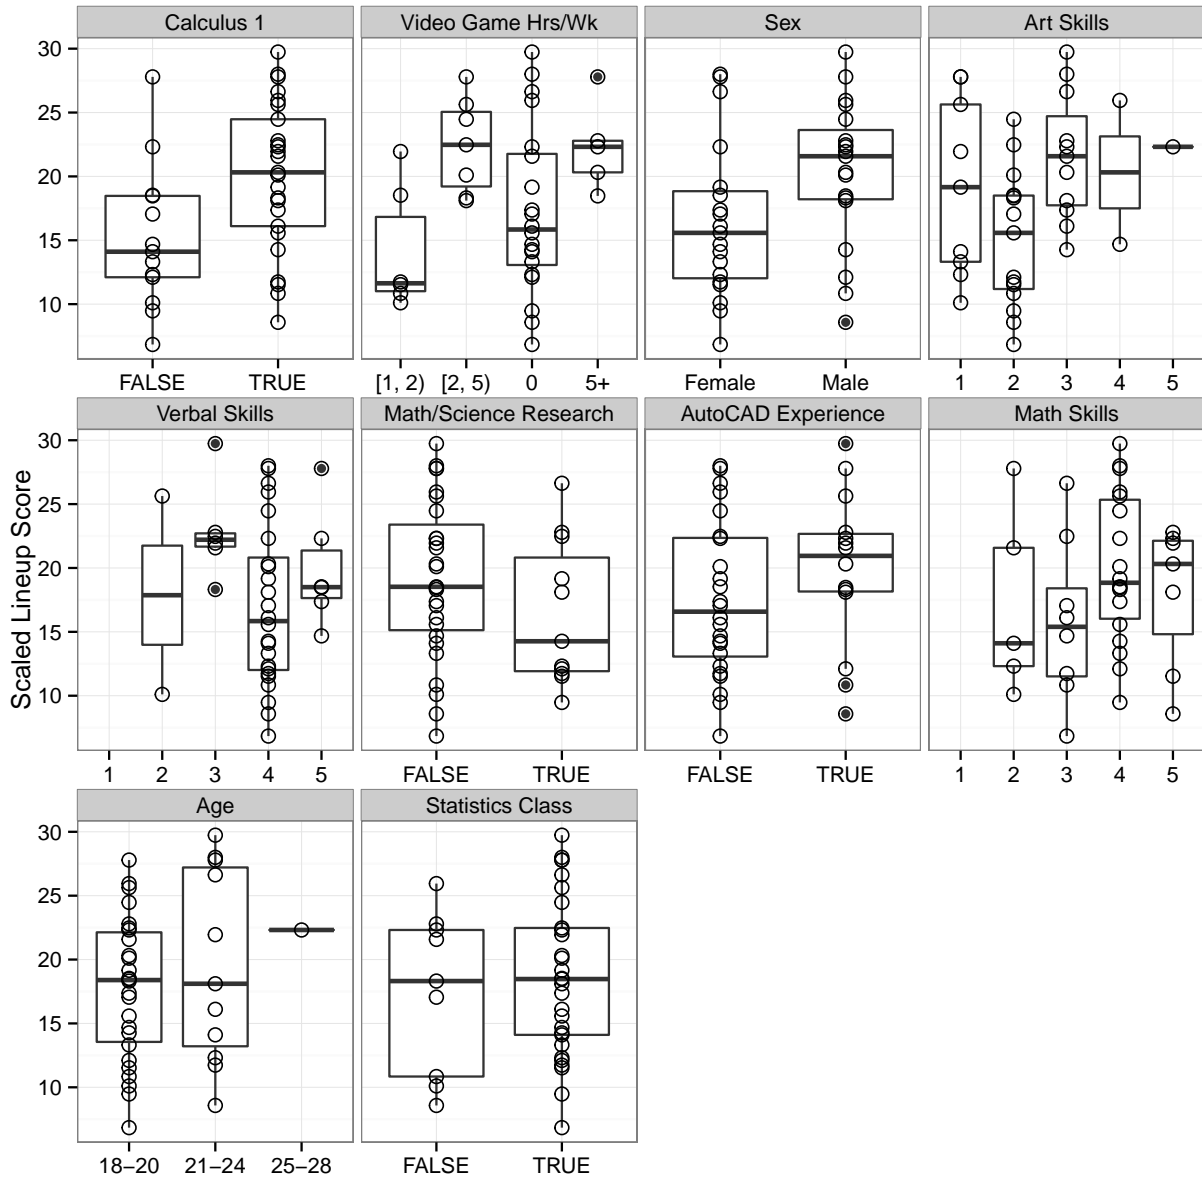 Calculus 1 Video Game Hrs/Wk Sex Art Skills
30
25
20
15
10
FALSE TRUE [1, 2) [2, 5) 0 5+ Female Male 1 2 3 4 5
Verbal Skills Math/Science Research AutoCAD Experience Math Skills
Scaled Lineup Score
30
25
20
15
10
1 2 3 4 5 FALSE TRUE FALSE TRUE 1 2 3 4 5
Age Statistics Class
30
25
20
15
10
18−20 21−24 25−28 FALSE TRUE